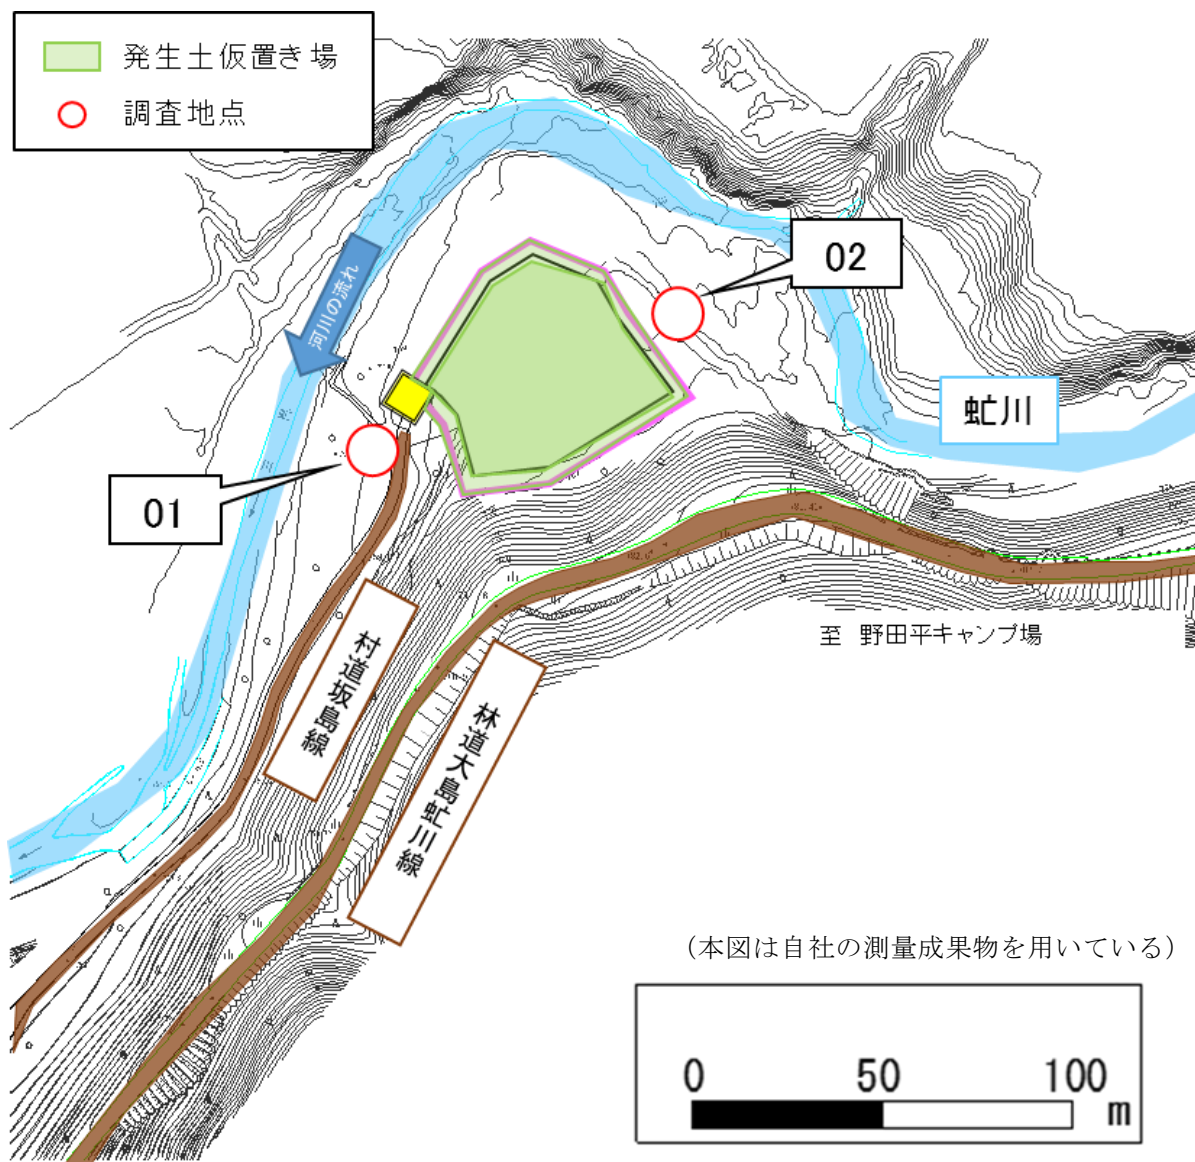 発生土仮置き場
調査地点
02
河川の流れ
虻川
01
至 野田平キャンプ場
村道坂島線
林道大島虻川線
(本図は自社の測量成果物を用いている)
0 50 100
m